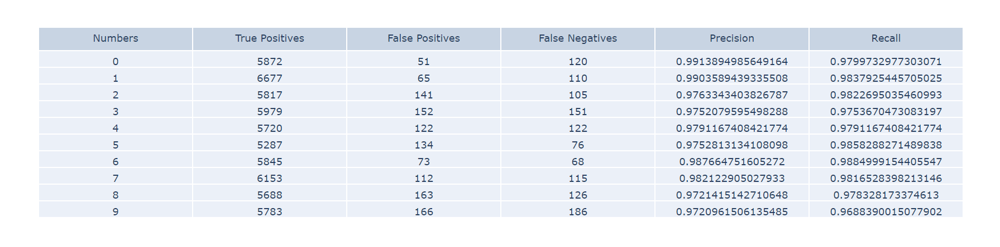 Numbers True Positives False Positives False Negatives Precision Recall
0 5872 51 120 0.9913894985649164 0.9799732977303071
1 6677 65 110 0.9903589439335508 0.9837925445705025
2 5817 141 105 0.9763343403826787 0.9822695035460993
3 5979 152 151 0.9752079595498288 0.9753670473083197
4 5720 122 122 0.9791167408421774 0.9791167408421774
5 5287 134 76 0.9752813134108098 0.9858288271489838
6 5845 73 68 0.987664751605272 0.9884999154405547
7 6153 112 115 0.982122905027933 0.9816528398213146
8 5688 163 126 0.9721415142710648 0.978328173374613
9 5783 166 186 0.9720961506135485 0.9688390015077902